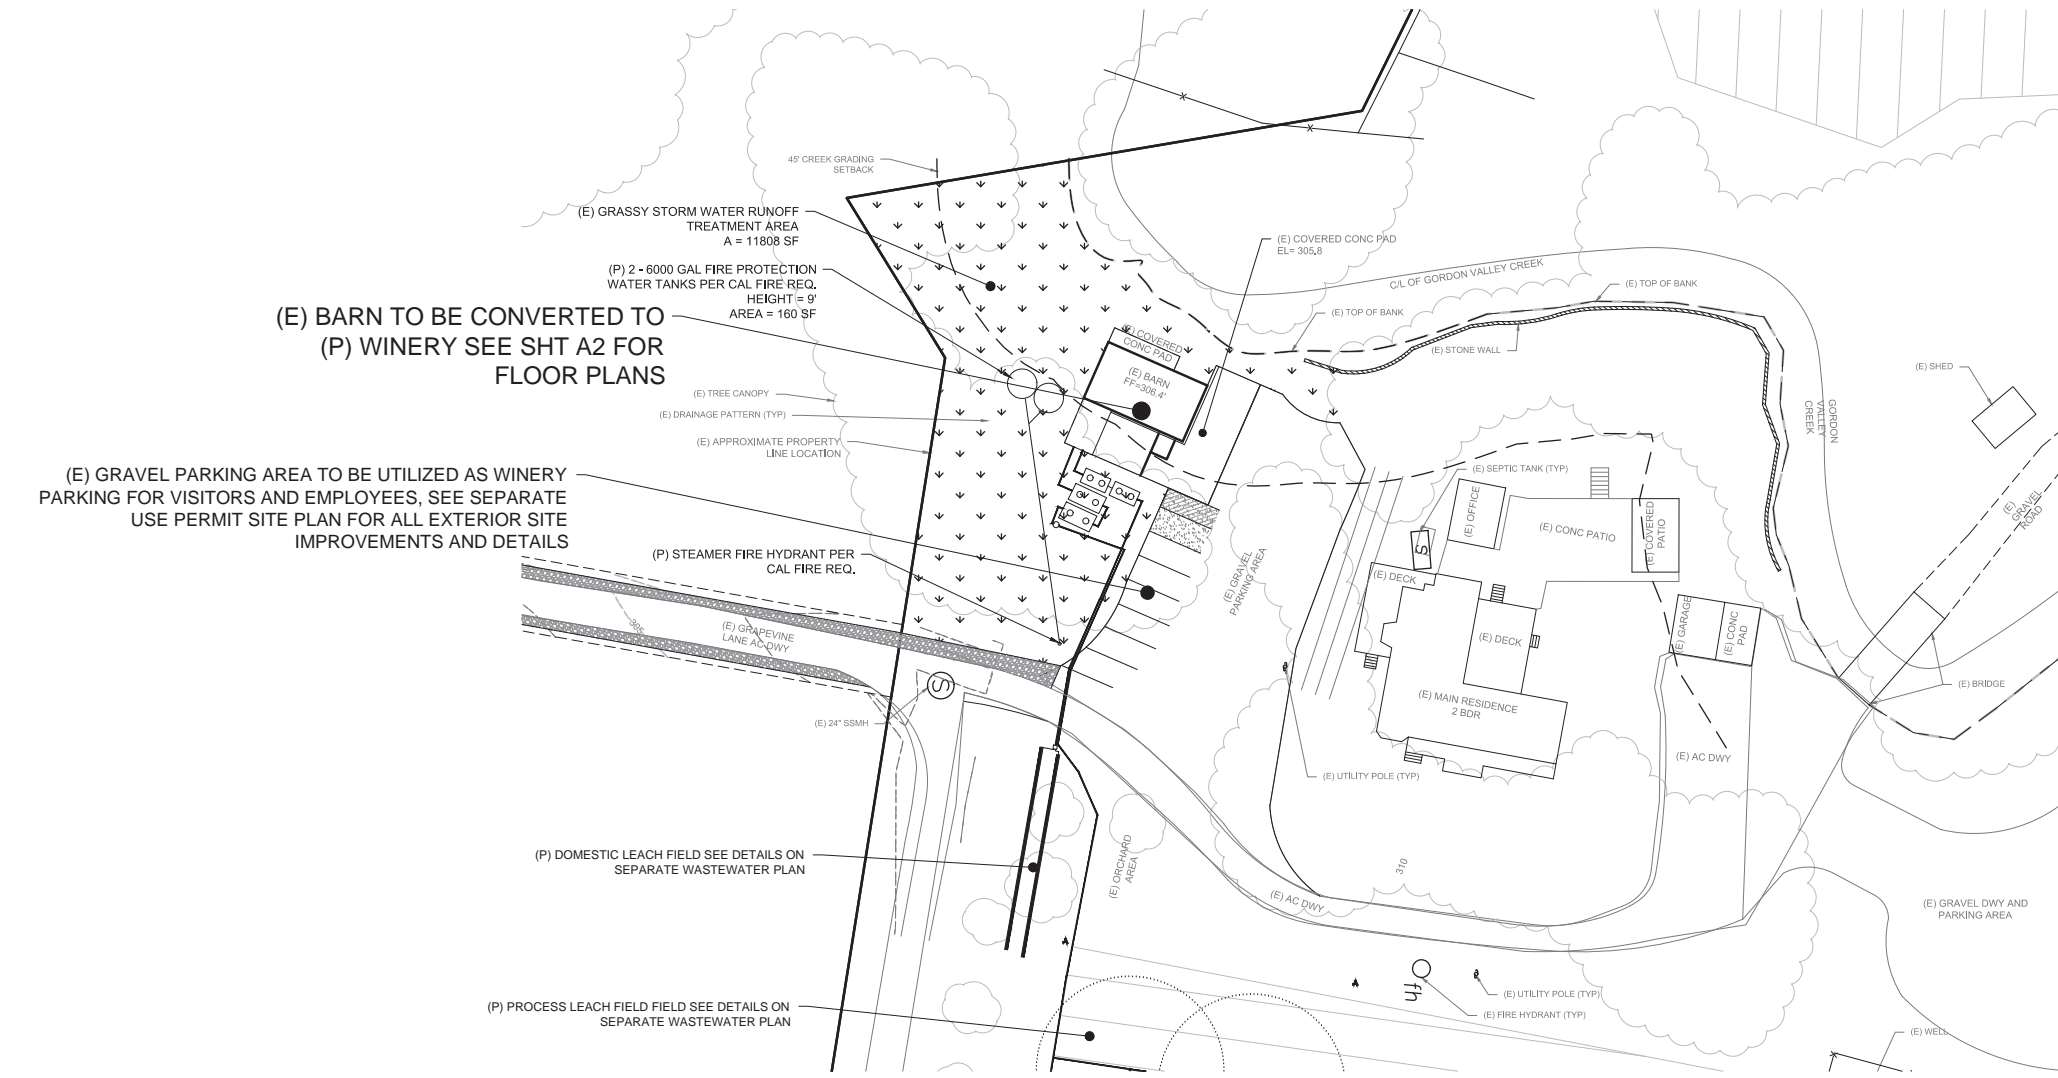 45' CREEK GRADING
SETBACK
(E) GRASSY STORM WATER RUNOFF
TREATMENT AREA
A = 11808 SF
(P) 2 - 6000 GAL FIRE PROTECTION
WATER TANKS PER CAL FIRE REQ.
HEIGHT = 9'
AREA = 160 SF
(E) BARN TO BE CONVERTED TO
(P) WINERY SEE SHT A2 FOR
FLOOR PLANS
(E) TREE CANOPY
(E) DRAINAGE PATTERN (TYP)
(E) APPROXIMATE PROPERTY
LINE LOCATION
(E) GRAVEL PARKING AREA TO BE UTILIZED AS WINERY
PARKING FOR VISITORS AND EMPLOYEES, SEE SEPARATE
USE PERMIT SITE PLAN FOR ALL EXTERIOR SITE
IMPROVEMENTS AND DETAILS
(P) STEAMER FIRE HYDRANT PER
CAL FIRE REQ.
305
(E) GRAPEVINE
LANE AC DWY
S
(E) 24" SSMH
(P) DOMESTIC LEACH FIELD SEE DETAILS ON
SEPARATE WASTEWATER PLAN
(P) PROCESS LEACH FIELD FIELD SEE DETAILS ON
SEPARATE WASTEWATER PLAN
(E) COVERED
CONC PAD
(E) BARN
FF=306.4'
(E) COVERED CONC PAD
EL= 305.8
C/L OF GORDON VALLEY CREEK
(E) TOP OF BANK
(E) TOP OF BANK
(E) STONE WALL
GORDON
VALLEY
CREEK
(E) SHED
(E) GRAVEL
ROAD
(E) SEPTIC TANK (TYP)
S
(E) OFFICE
(E) CONC PATIO
(E) COVERED
PATIO
(E) GRAVEL
PARKING AREA
(E) DECK
(E) DECK
(E) GARAGE
(E) CONC
PAD
(E) MAIN RESIDENCE
2 BDR
(E) BRIDGE
(E) UTILITY POLE (TYP)
(E) AC DWY
(E) ORCHARD
AREA
310
(E) AC DWY
(E) GRAVEL DWY AND
PARKING AREA
fh
(E) UTILITY POLE (TYP)
(E) FIRE HYDRANT (TYP)
(E) WELL